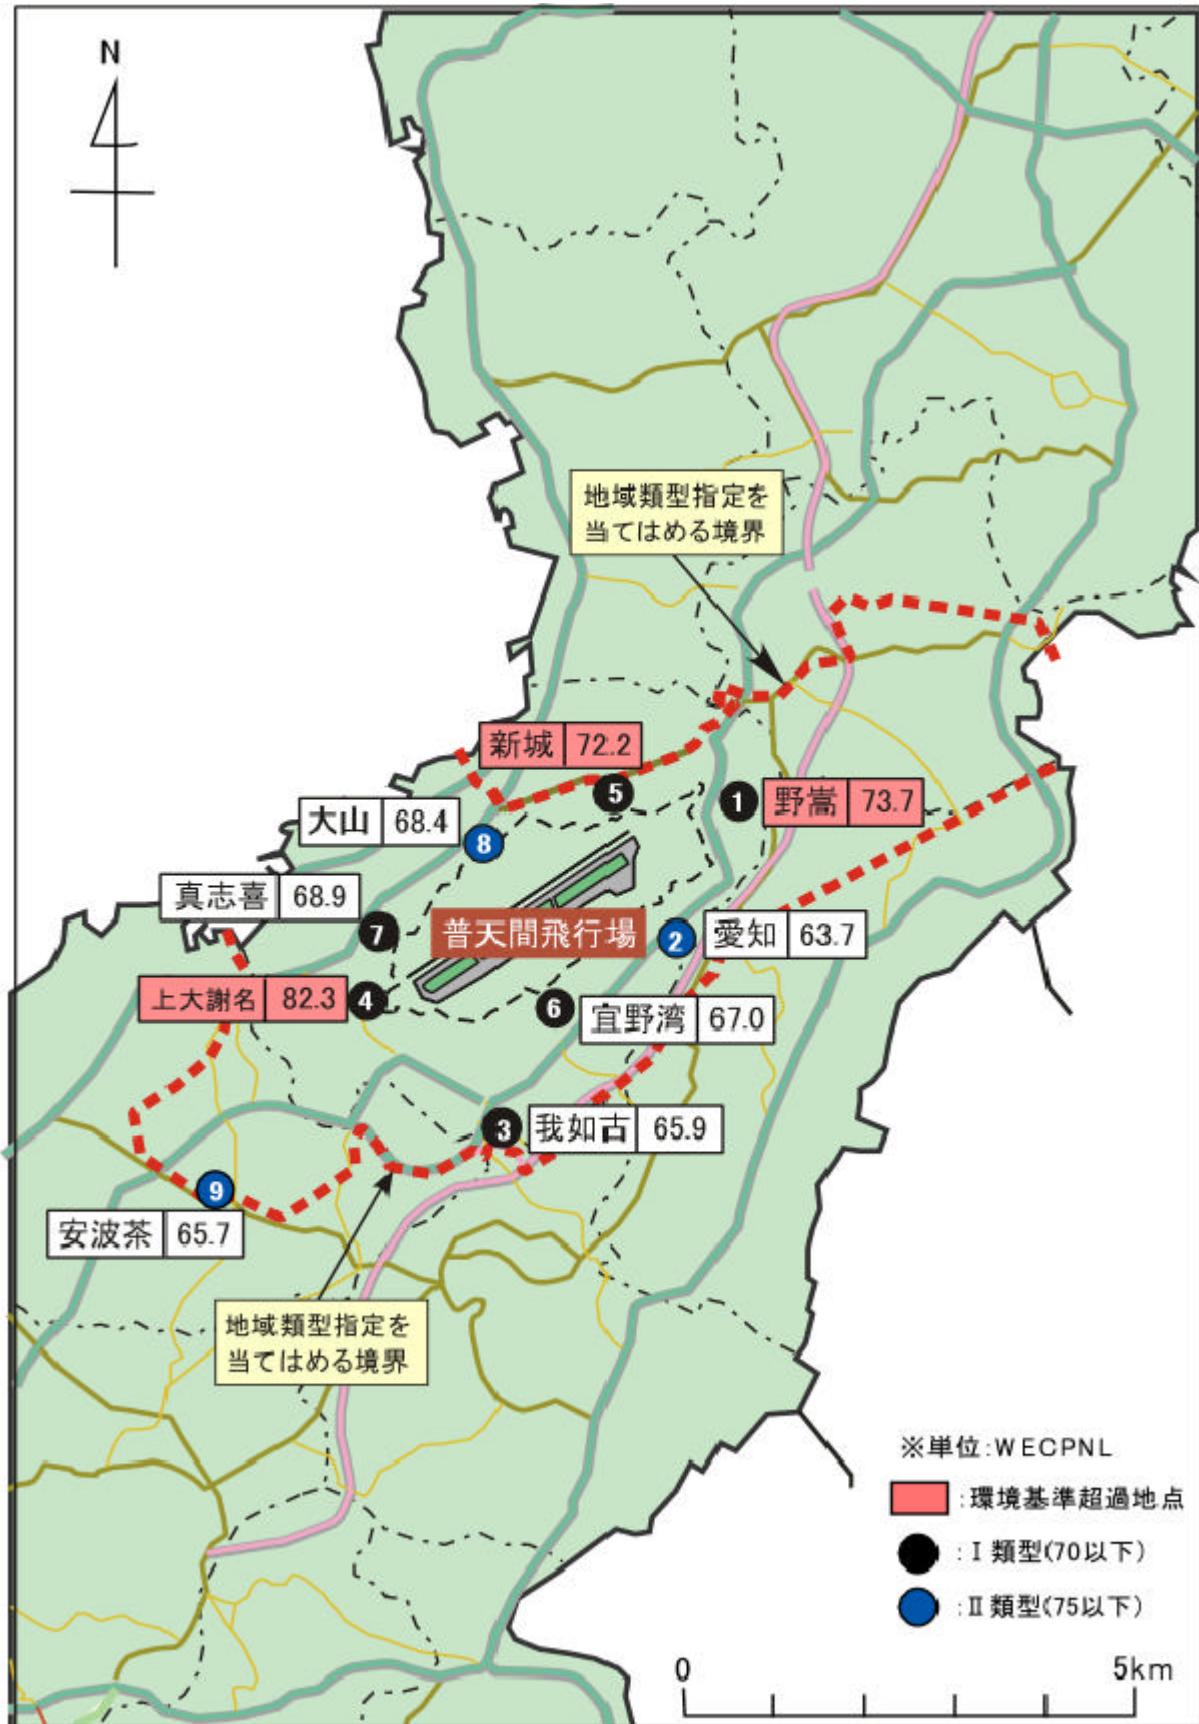 N
地域類型指定を
当てはめる境界
新城 72.2
5
1
野嵩 73.7
大山 68.4
8
真志喜 68.9
7
普天間飛行場
2
愛知 63.7
上大謝名 82.3
4
6
宜野湾 67.0
3
我如古 65.9
9
安波茶 65.7
地域類型指定を
当てはめる境界
※単位:WECPNL
:環境基準超過地点
:Ⅰ類型(70以下)
:Ⅱ類型(75以下)
0 5km